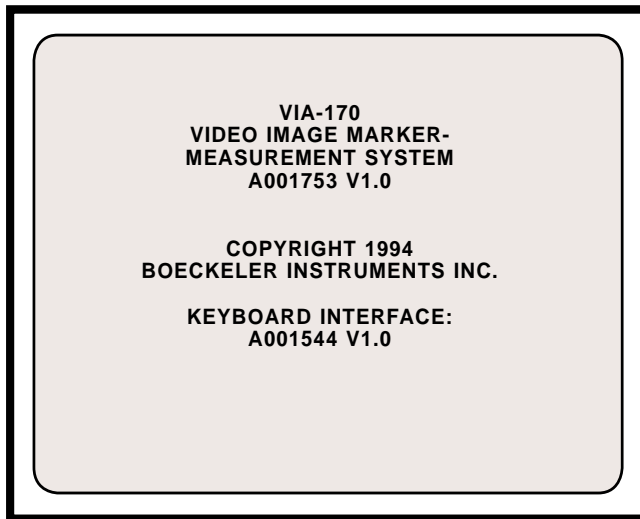 VIA-170
VIDEO IMAGE MARKER-
MEASUREMENT SYSTEM
A001753 V1.0
COPYRIGHT 1994
BOECKELER INSTRUMENTS INC.
KEYBOARD INTERFACE:
A001544 V1.0